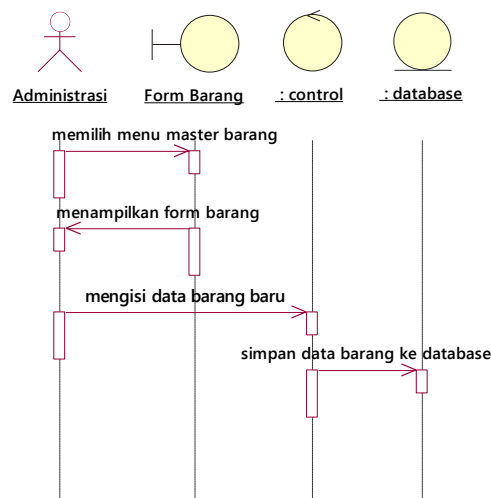 Administrasi
Form Barang
: control
: database
memilih menu master barang
menampilkan form barang
mengisi data barang baru
simpan data barang ke database